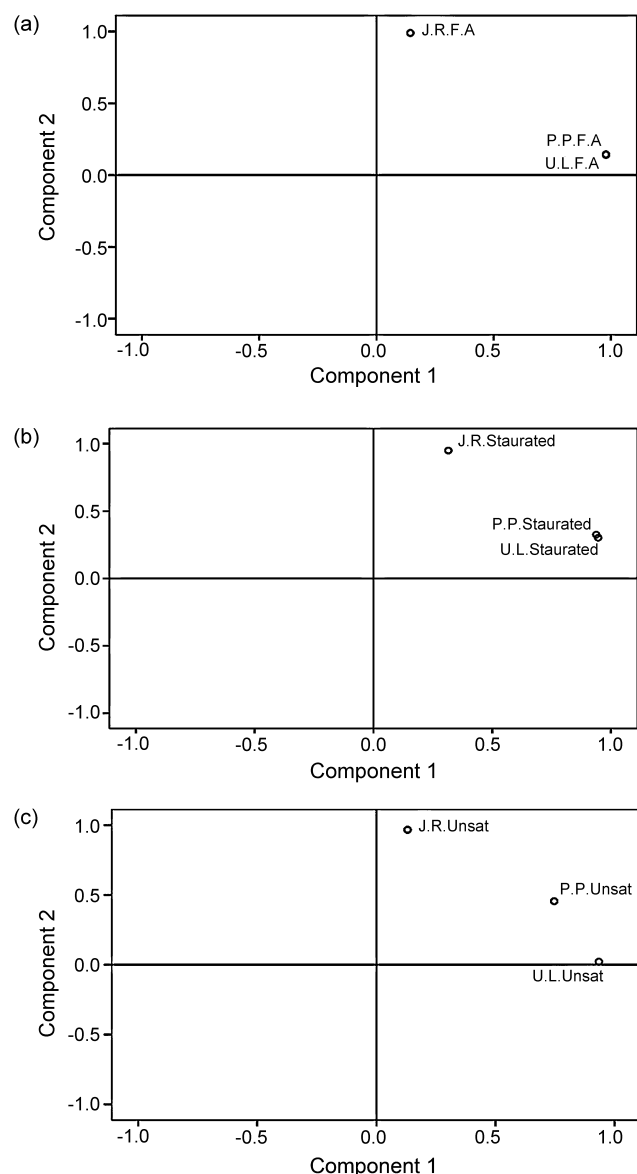 (a)
1.0
J.R.F.A
0.5
P.P.F.A
U.L.F.A
0.0
-0.5
-1.0
Component 2
-1.0 -0.5 0.0 0.5 1.0
Component 1
(b)
1.0
J.R.Staurated
0.5
P.P.Staurated
U.L.Staurated
0.0
-0.5
-1.0
Component 2
-1.0 -0.5 0.0 0.5 1.0
Component 1
(c)
1.0
J.R.Unsat
P.P.Unsat
0.5
0.0
U.L.Unsat
-0.5
-1.0
Component 2
-1.0 -0.5 0.0 0.5 1.0
Component 1